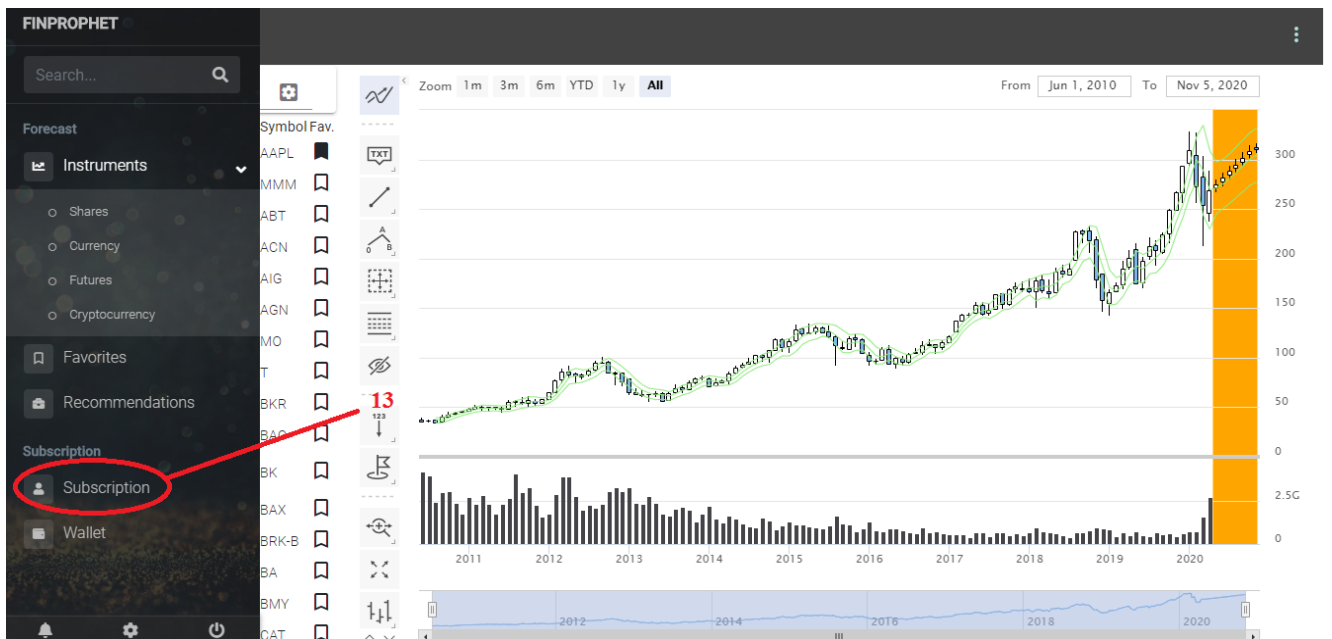 FINPROPHET
Search...
Forecast
Instruments
Shares
Currency
Futures
Cryptocurrency
Favorites
Recommendations
Subscription
Subscription
Wallet
Symbol Fav.
AAPL
MMM
ABT
ACN
AIG
AGN
MO
T
BKR
BAC
BK
BAX
BRK-B
BA
BMY
CAT
TXT
A
0 B
13
123
Zoom 1m 3m 6m YTD 1y All
From Jun 1, 2010 To Nov 5, 2020
300
250
200
150
100
50
0
2.5G
0
2011 2012 2013 2014 2015 2016 2017 2018 2019 2020
2012 2014 2016 2018 2020